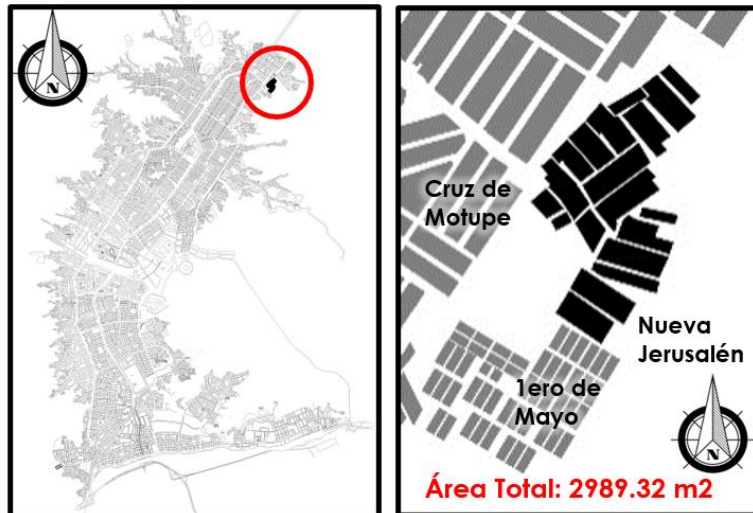 N
Cruz de
Motupe
Nueva
Jerusalén
1ero de
Mayo
N
Área Total: 2989.32 m2